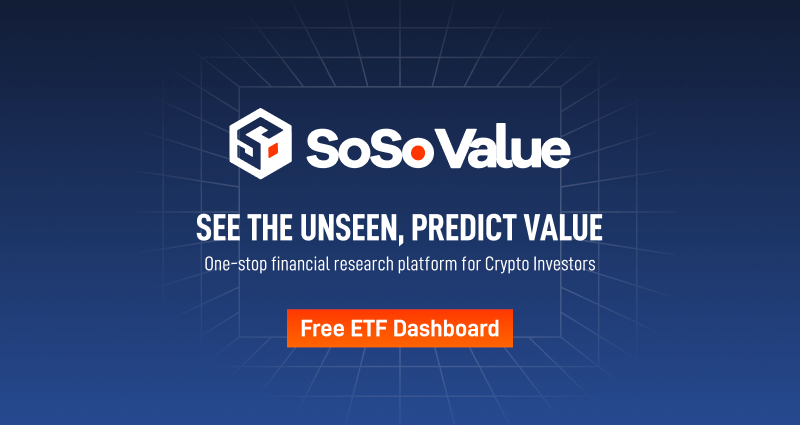 SoSoValue
SEE THE UNSEEN, PREDICT VALUE
One-stop financial research platform for Crypto Investors
Free ETF Dashboard